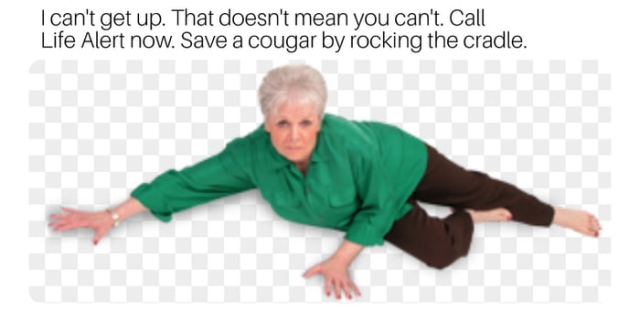 I can't get up. That doesn't mean you can't. Call
Life Alert now. Save a cougar by rocking the cradle.